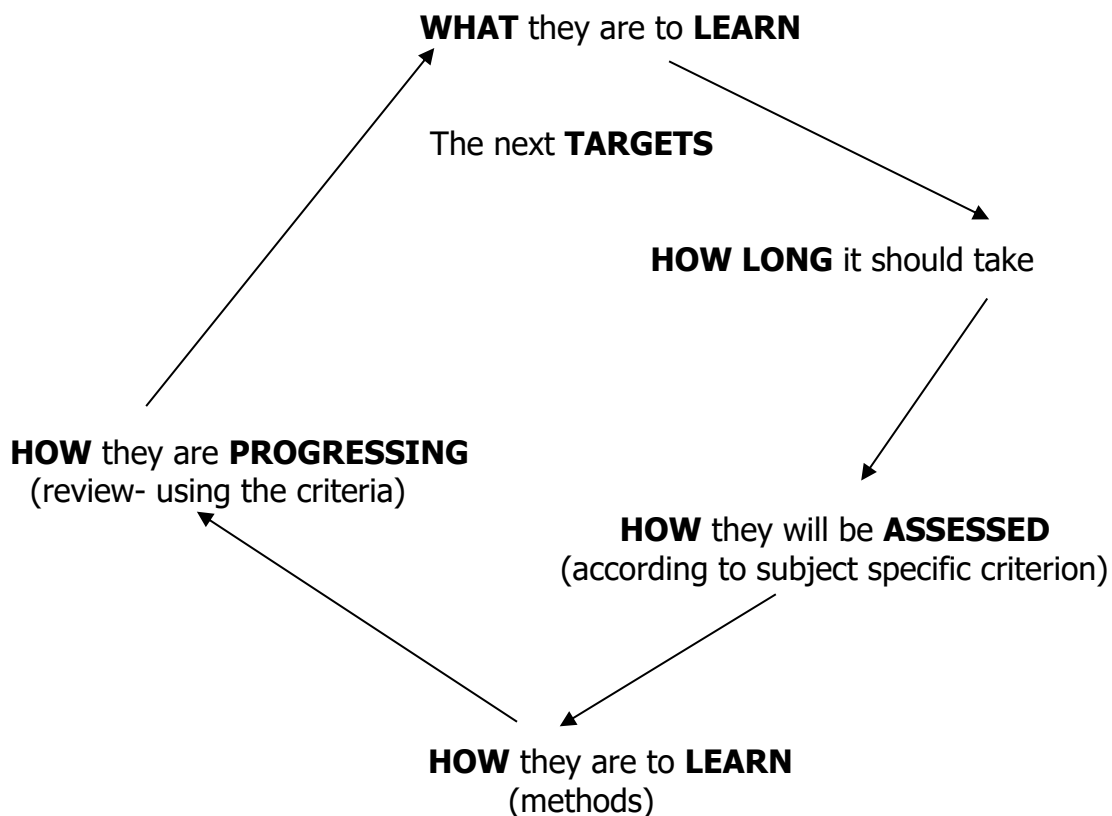 WHAT they are to LEARN
The next TARGETS
HOW LONG it should take
HOW they are PROGRESSING
(review- using the criteria)
HOW they will be ASSESSED
(according to subject specific criterion)
HOW they are to LEARN
(methods)